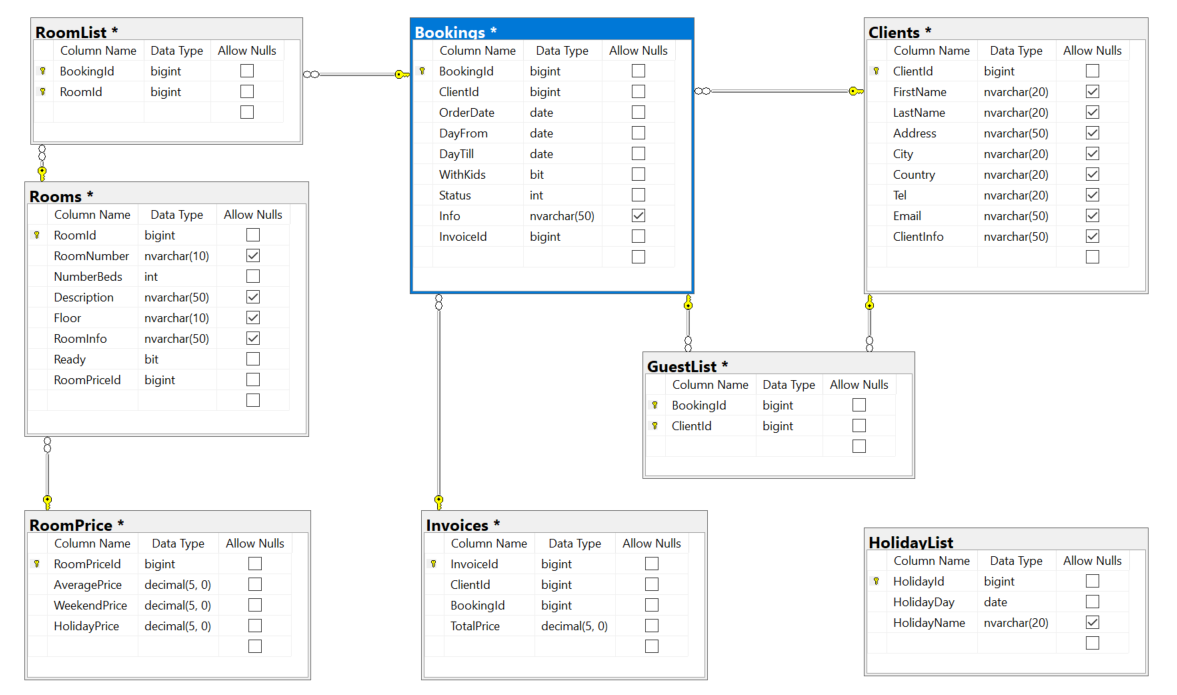 RoomList *
Column Name Data Type Allow Nulls
BookingId bigint
RoomId bigint
Bookings *
Column Name Data Type Allow Nulls
BookingId bigint
ClientId bigint
OrderDate date
DayFrom date
DayTill date
WithKids bit
Status int
Info nvarchar(50)
InvoiceId bigint
Clients *
Column Name Data Type Allow Nulls
ClientId bigint
FirstName nvarchar(20)
LastName nvarchar(20)
Address nvarchar(50)
City nvarchar(20)
Country nvarchar(20)
Tel nvarchar(20)
Email nvarchar(50)
ClientInfo nvarchar(50)
Rooms *
Column Name Data Type Allow Nulls
RoomId bigint
RoomNumber nvarchar(10)
NumberBeds int
Description nvarchar(50)
Floor nvarchar(10)
RoomInfo nvarchar(50)
Ready bit
RoomPriceId bigint
GuestList *
Column Name Data Type Allow Nulls
BookingId bigint
ClientId bigint
RoomPrice *
Column Name Data Type Allow Nulls
RoomPriceId bigint
AveragePrice decimal(5, 0)
WeekendPrice decimal(5, 0)
HolidayPrice decimal(5, 0)
Invoices *
Column Name Data Type Allow Nulls
InvoiceId bigint
ClientId bigint
BookingId bigint
TotalPrice decimal(5, 0)
HolidayList
Column Name Data Type Allow Nulls
HolidayId bigint
HolidayDay date
HolidayName nvarchar(20)